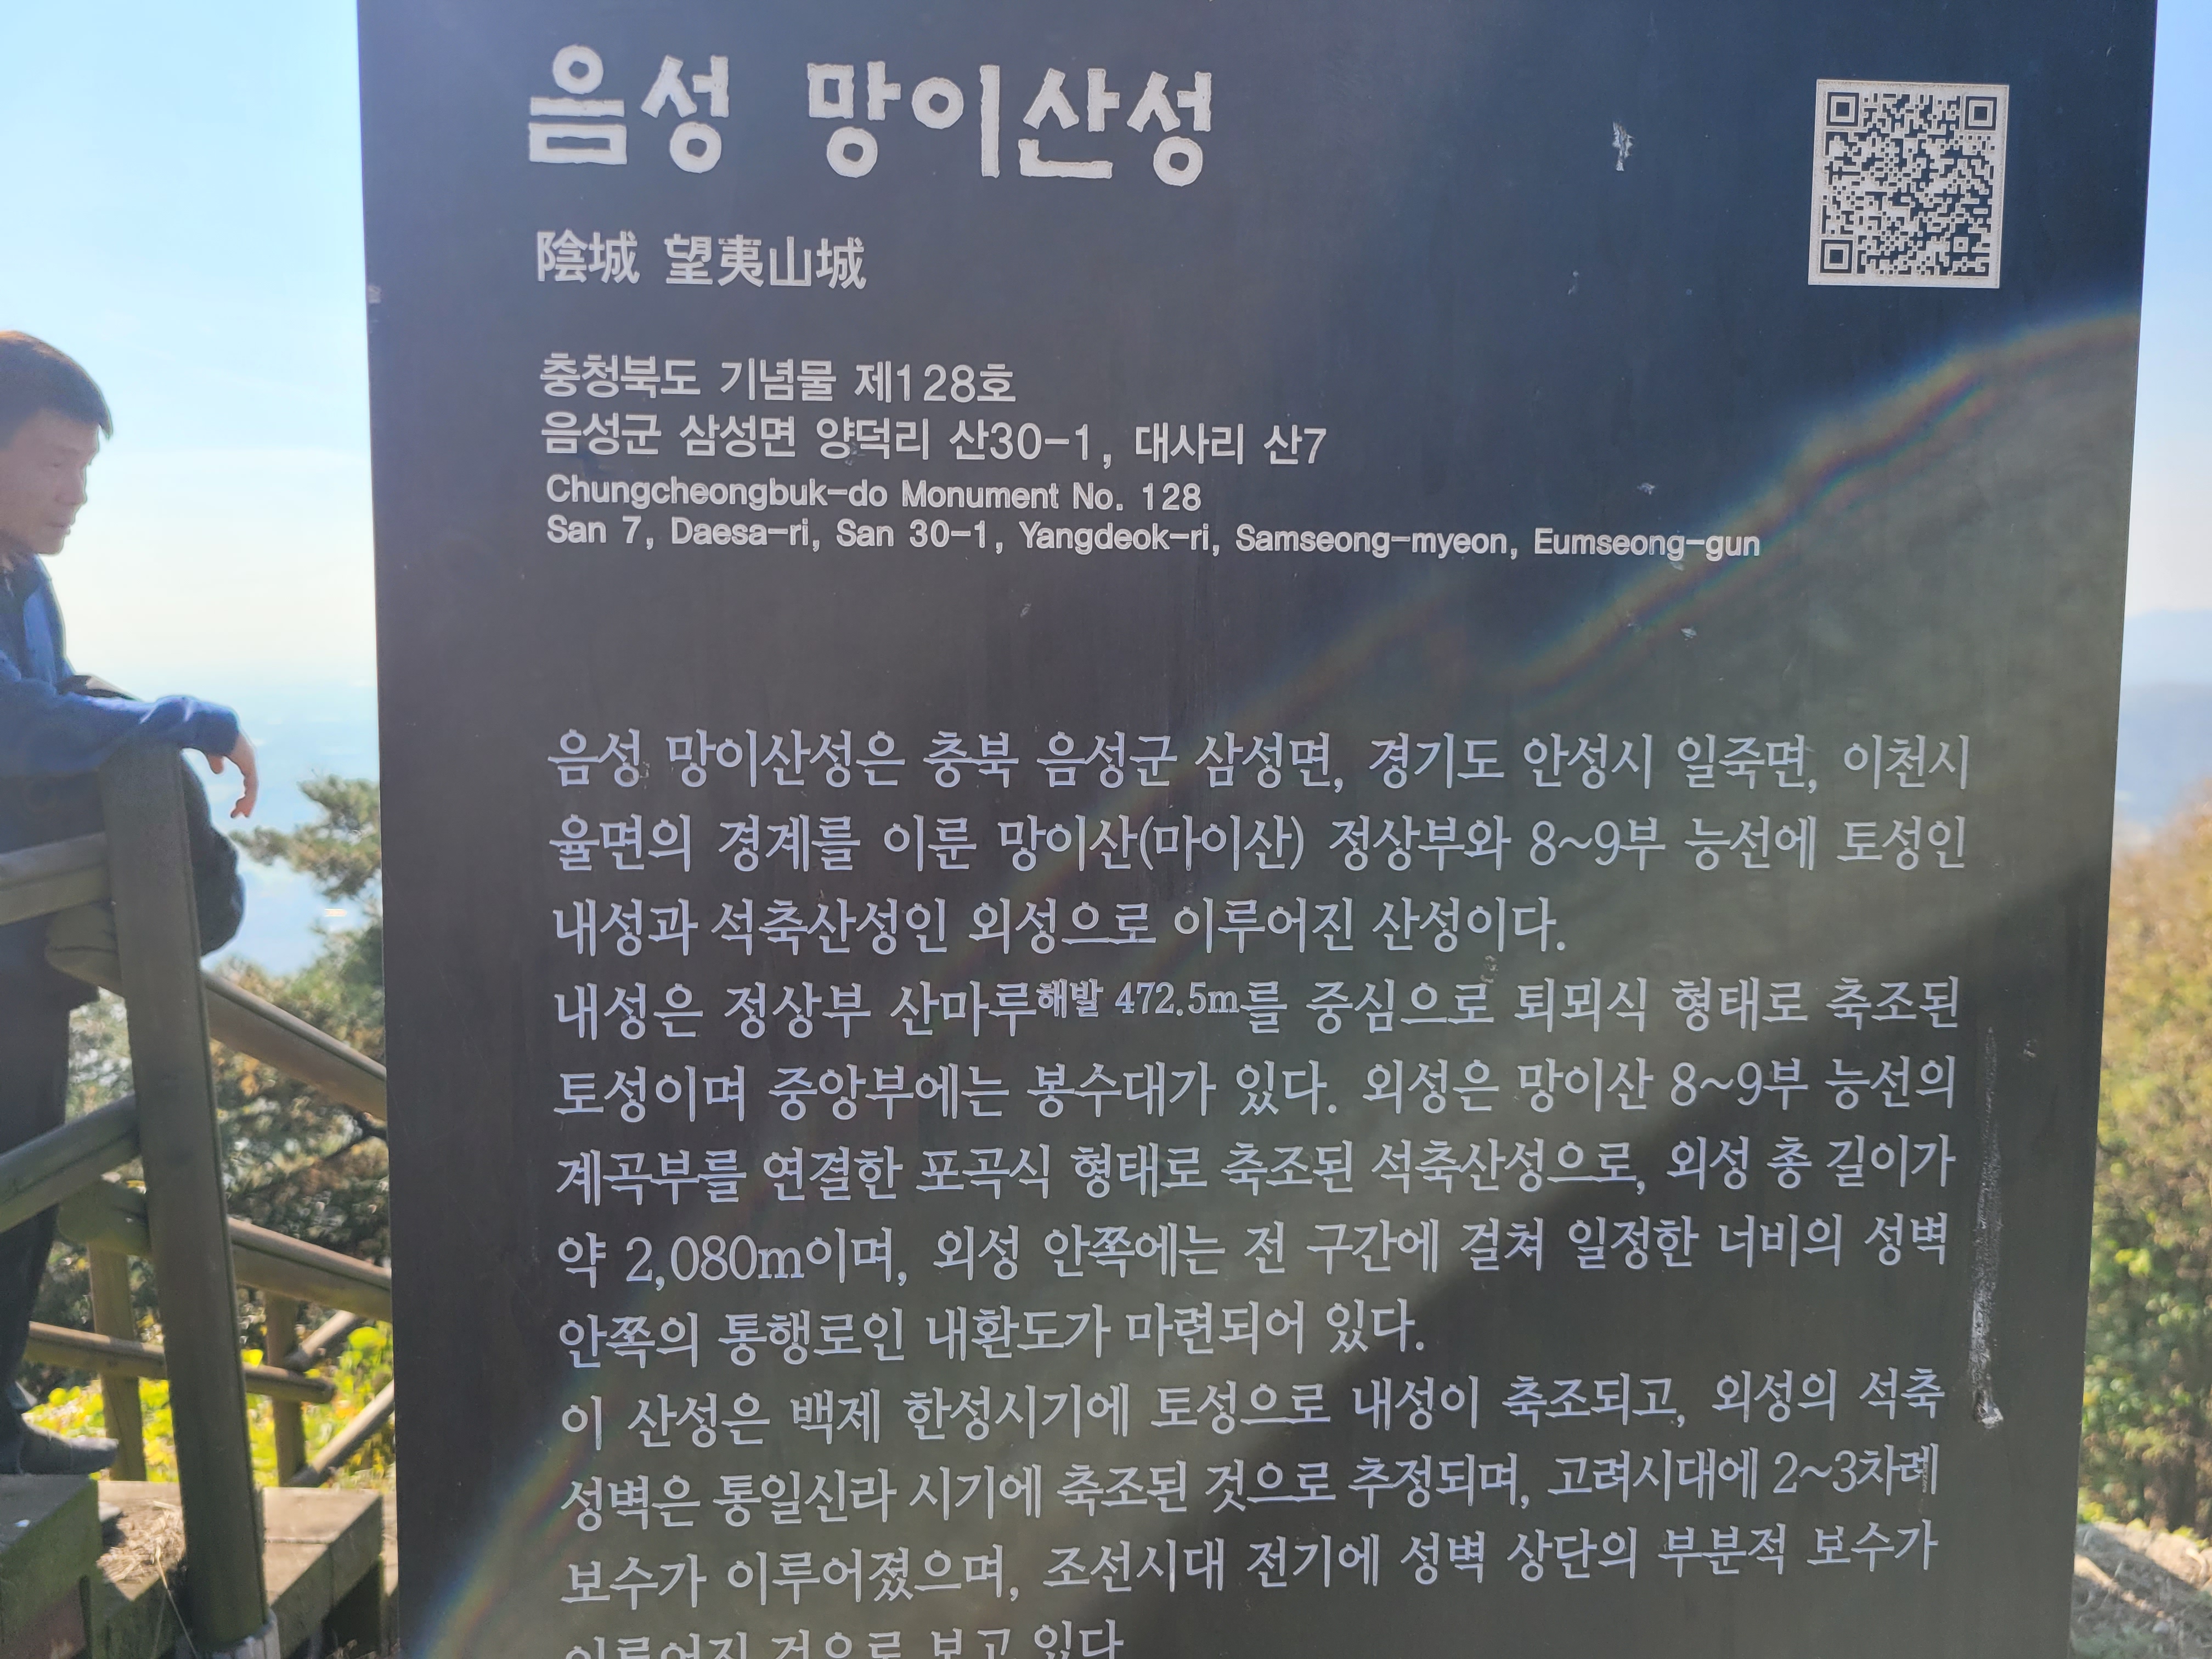 음성 망이산성
陰城 望夷山城
충청북도 기념물 제128호
음성군 삼성면 양덕리 산30-1, 대사리 산7
Chungcheongbuk-do Monument No. 128
San 7, Daesa-ri, San 30-1, Yangdeok-ri, Samseong-myeon, Eumseong-gun
음성 망이산성은 충북 음성군 삼성면, 경기도 안성시 일죽면, 이천시
율면의 경계를 이룬 망이산(마이산) 정상부와 8~9부 능선에 토성인
내성과 석축산성인 외성으로 이루어진 산성이다.
내성은 정상부 산마루해발 472.5m를 중심으로 퇴뫼식 형태로 축조된
토성이며 중앙부에는 봉수대가 있다. 외성은 망이산 8~9부 능선의
계곡부를 연결한 포곡식 형태로 축조된 석축산성으로, 외성 총 길이가
약 2,080m이며, 외성 안쪽에는 전 구간에 걸쳐 일정한 너비의 성벽
안쪽의 통행로인 내환도가 마련되어 있다.
이 산성은 백제 한성시기에 토성으로 내성이 축조되고, 외성의 석축
성벽은 통일신라 시기에 축조된 것으로 추정되며, 고려시대에 2~3차례
보수가 이루어졌으며, 조선시대 전기에 성벽 상단의 부분적 보수가
이루어진 것으로 보고 있다